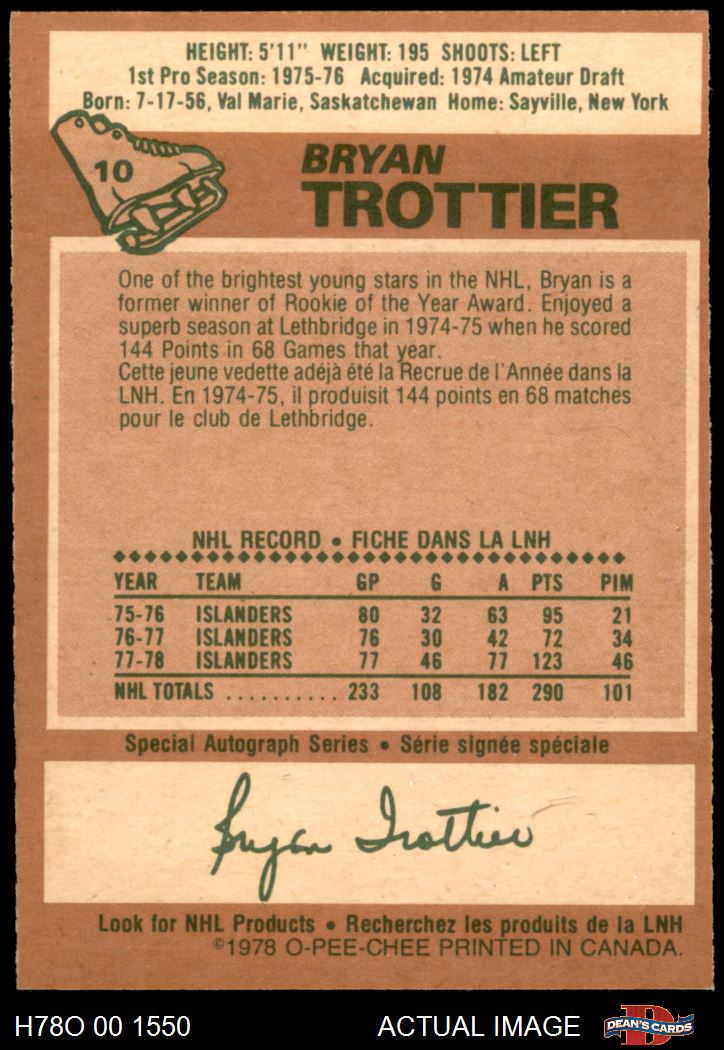 HEIGHT: 5'11" WEIGHT: 195 SHOOTS: LEFT
1st Pro Season: 1975-76 Acquired: 1974 Amateur Draft
Born: 7-17-56, Val Marie, Saskatchewan Home: Sayville, New York
10
BRYAN
TROTTIER
One of the brightest young stars in the NHL, Bryan is a
former winner of Rookie of the Year Award. Enjoyed a
superb season at Lethbridge in 1974-75 when he scored
144 Points in 68 Games that year.
Cette jeune vedette adéjà été la Recrue de l'Année dans la
LNH. En 1974-75, il produisit 144 points en 68 matches
pour le club de Lethbridge.
NHL RECORD • FICHE DANS LA LNH
YEAR TEAM GP G A PTS PIM
75-76 ISLANDERS 80 32 63 95 21
76-77 ISLANDERS 76 30 42 72 34
77-78 ISLANDERS 77 46 77 123 46
NHL TOTALS .......... 233 108 182 290 101
Special Autograph Series • Série signée spéciale
Bryan Trottier
Look for NHL Products • Recherchez les produits de la LNH
©1978 O-PEE-CHEE PRINTED IN CANADA.
H78O 00 1550 ACTUAL IMAGE D DEAN'S CARDS